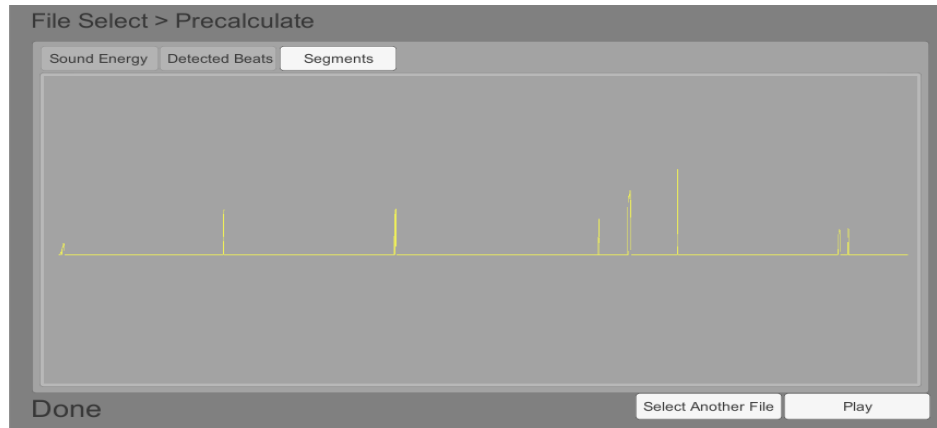 File Select > Precalculate
Sound Energy Detected Beats Segments
Done
Select Another File Play